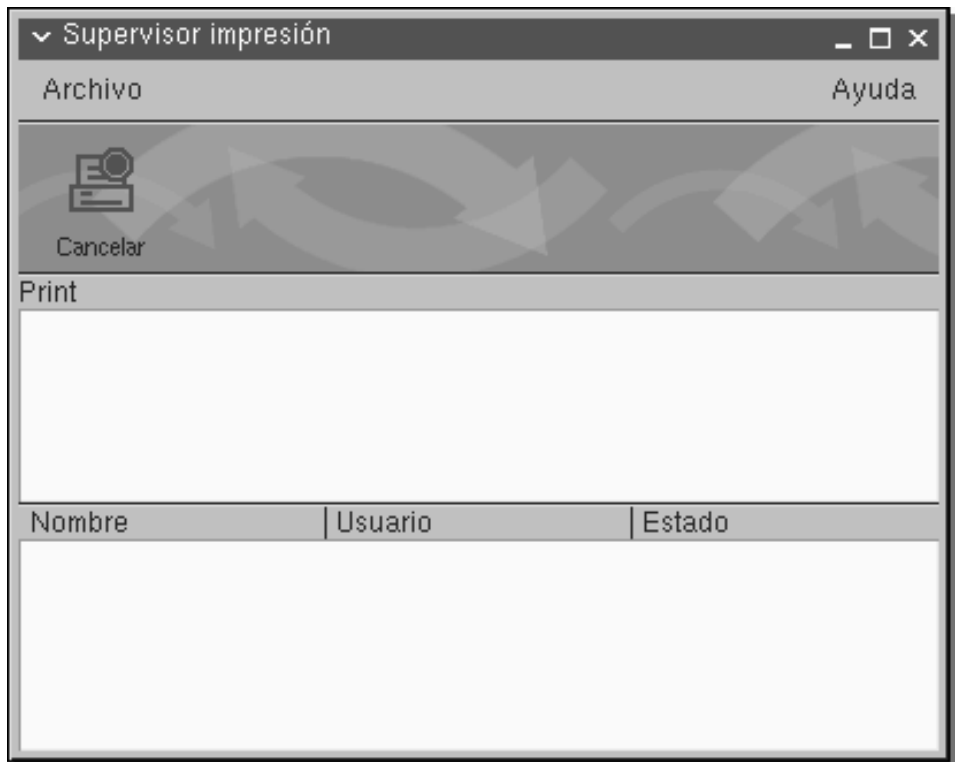 Supervisor impresión
Archivo Ayuda
Cancelar
Print
Nombre Usuario Estado